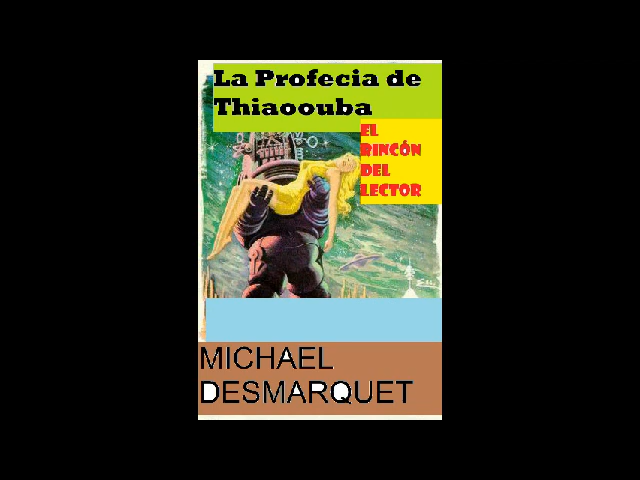 La Profecia de
Thiaoouba
EL
RINCÓN
DEL
LECTOR
MICHAEL
DESMARQUET